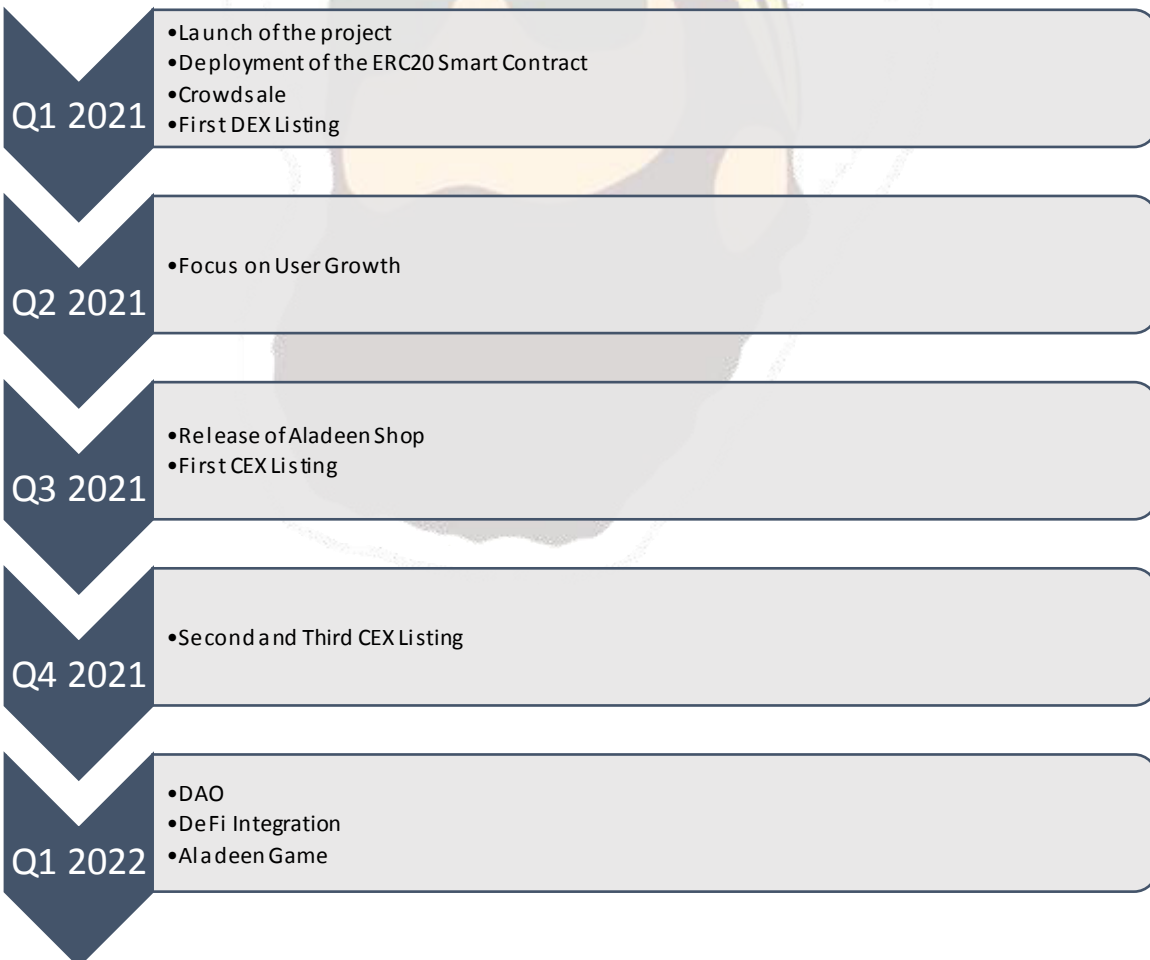 •Launch of the project
•Deployment of the ERC20 Smart Contract
•Crowdsale
•First DEX Listing
Q1 2021
•Focus on User Growth
Q2 2021
•Release of Aladeen Shop
•First CEX Listing
Q3 2021
•Second and Third CEX Listing
Q4 2021
•DAO
•DeFi Integration
•Aladeen Game
Q1 2022